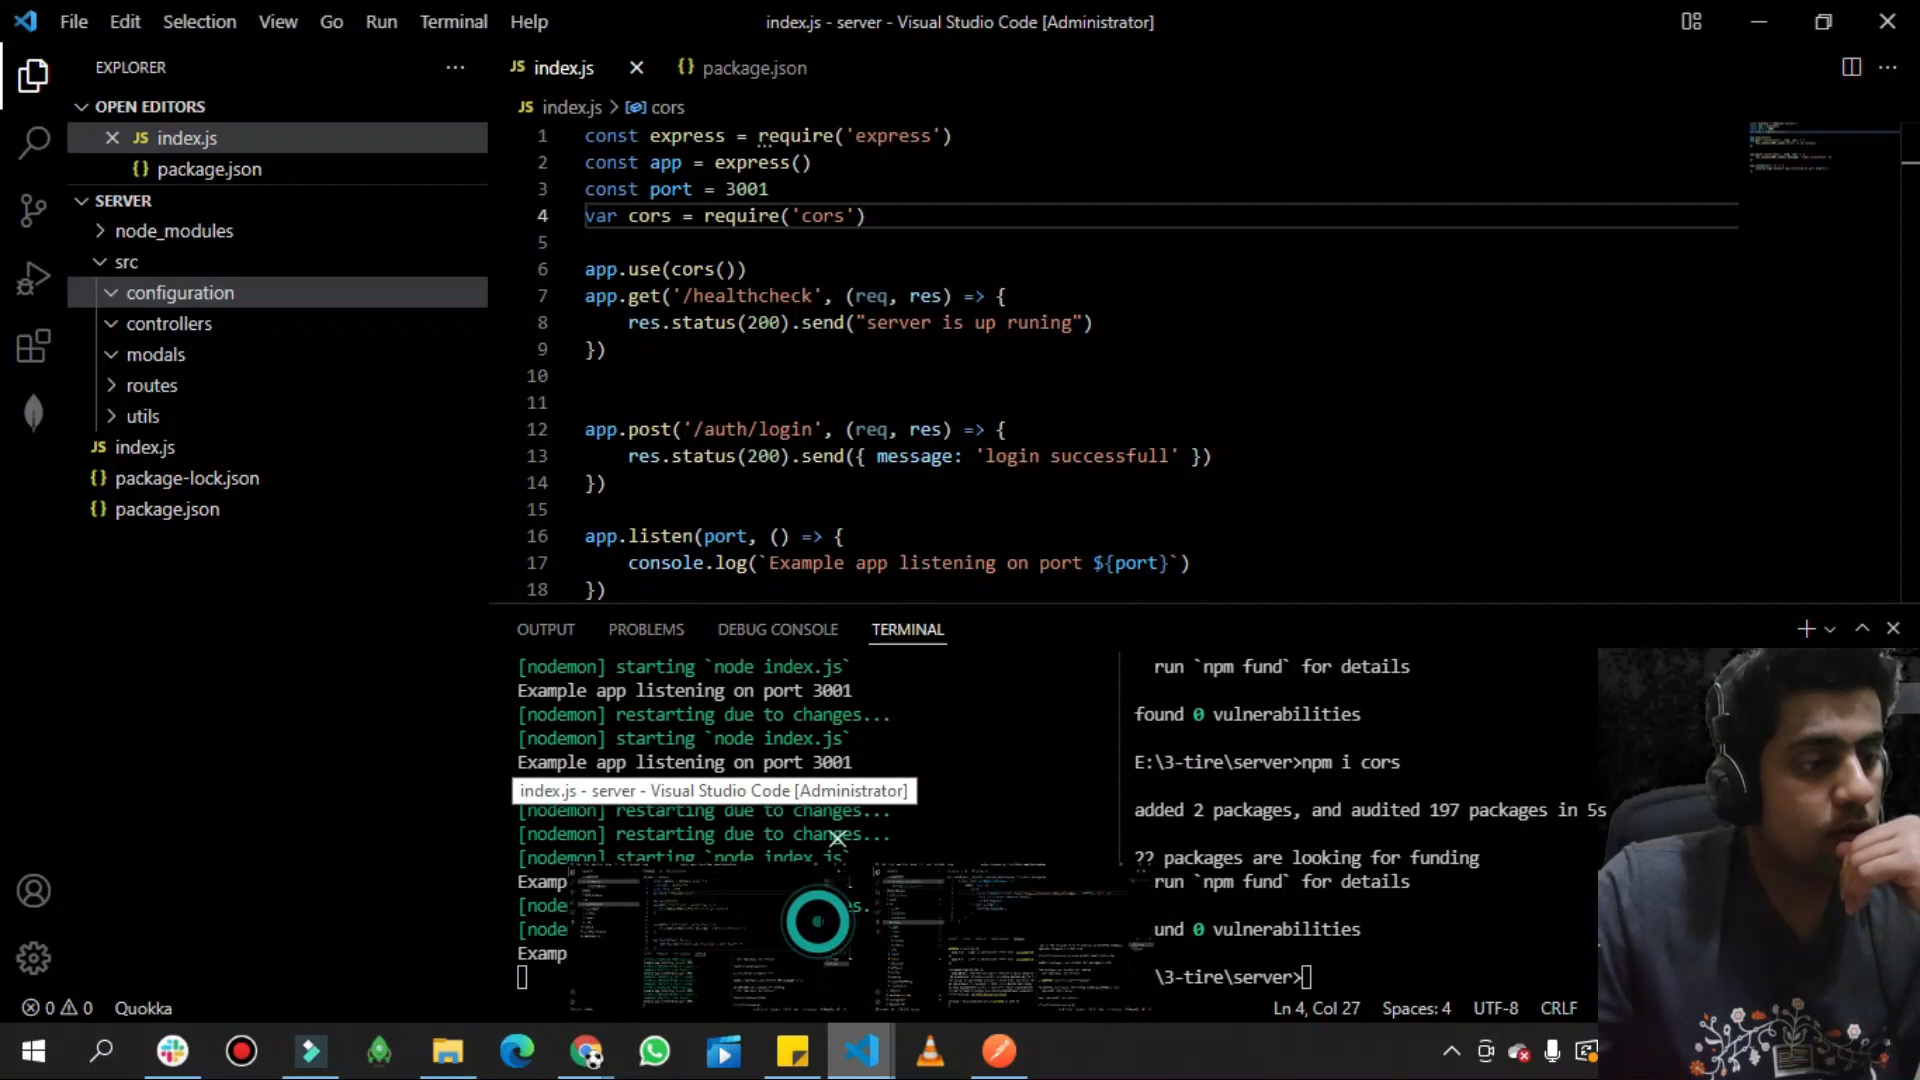 File Edit Selection View Go Run Terminal Help
index.js - server - Visual Studio Code [Administrator]
EXPLORER
OPEN EDITORS
JS index.js
{} package.json
SERVER
node_modules
src
configuration
controllers
modals
routes
utils
JS index.js
{} package-lock.json
{} package.json
JS index.js
{} package.json
JS index.js > cors
1 const express = require('express')
2 const app = express()
3 const port = 3001
4 var cors = require('cors')
5
6 app.use(cors())
7 app.get('/healthcheck', (req, res) => {
8 res.status(200).send("server is up runing")
9 })
10
11
12 app.post('/auth/login', (req, res) => {
13 res.status(200).send({ message: 'login successfull' })
14 })
15
16 app.listen(port, () => {
17 console.log(`Example app listening on port ${port}`)
18 })
OUTPUT PROBLEMS DEBUG CONSOLE TERMINAL
[nodemon] starting `node index.js`
Example app listening on port 3001
[nodemon] restarting due to changes...
[nodemon] starting `node index.js`
Example app listening on port 3001
index.js - server - Visual Studio Code [Administrator]
[nodemon] restarting due to changes...
[nodemon] restarting due to changes...
[nodemon] starting `node index.js`
Examp
[node
[node
Examp
run `npm fund` for details
found 0 vulnerabilities
E:\3-tire\server>npm i cors
added 2 packages, and audited 197 packages in 5s
?? packages are looking for funding
run `npm fund` for details
und 0 vulnerabilities
\3-tire\server>
0 0 Quokka
Ln 4, Col 27 Spaces: 4 UTF-8 CRLF